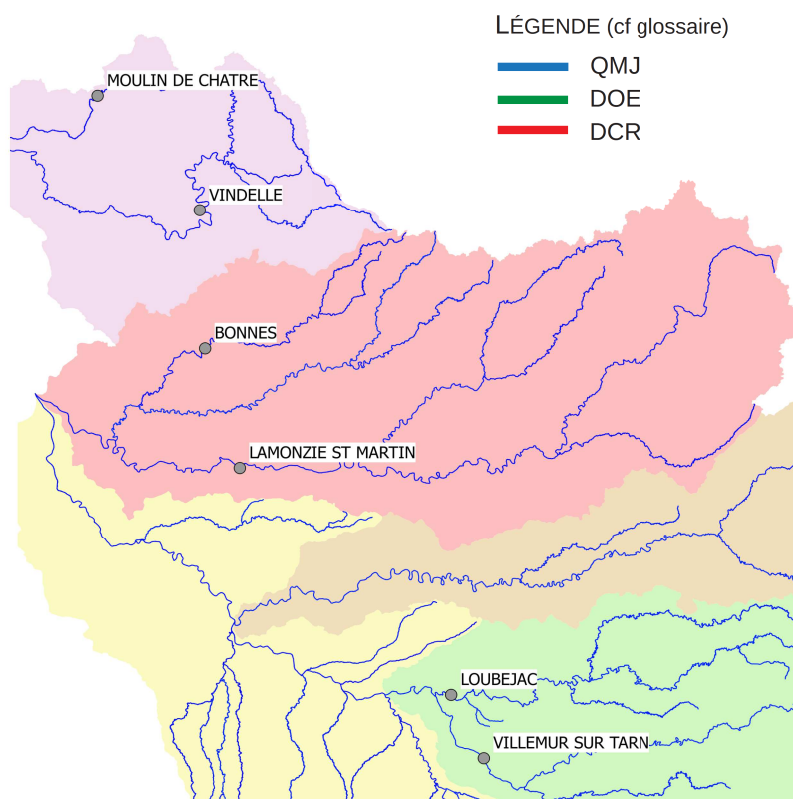 LÉGENDE (cf glossaire)
QMJ
DOE
DCR
MOULIN DE CHATRE
VINDELLE
BONNES
LAMONZIE ST MARTIN
LOUBEJAC
VILLEMUR SUR TARN